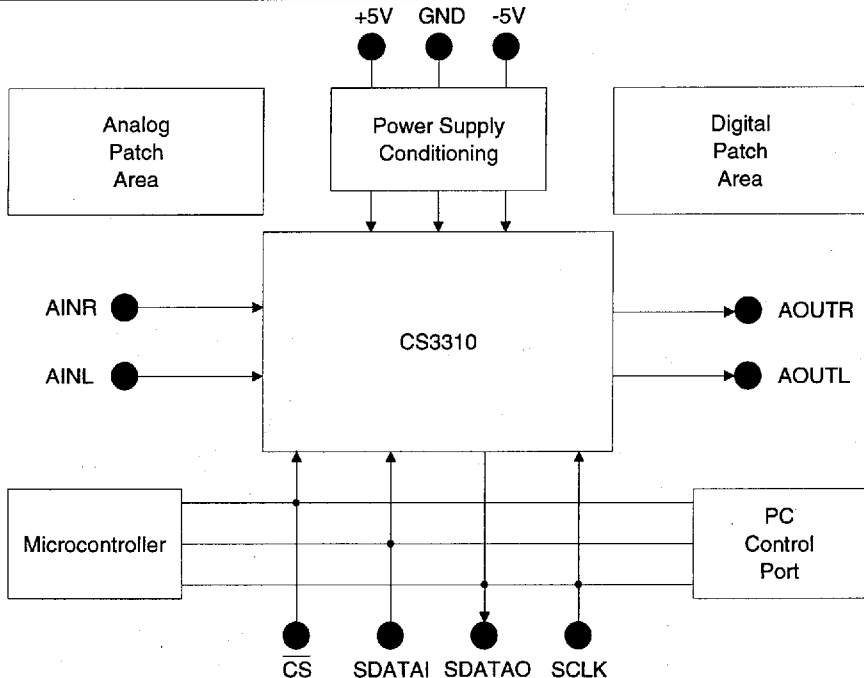 +5V GND -5V
Analog
Patch
Area
Power Supply
Conditioning
Digital
Patch
Area
AINR
CS3310
AOUTR
AINL
AOUTL
Microcontroller
PC
Control
Port
CS SDATAI SDATAO SCLK